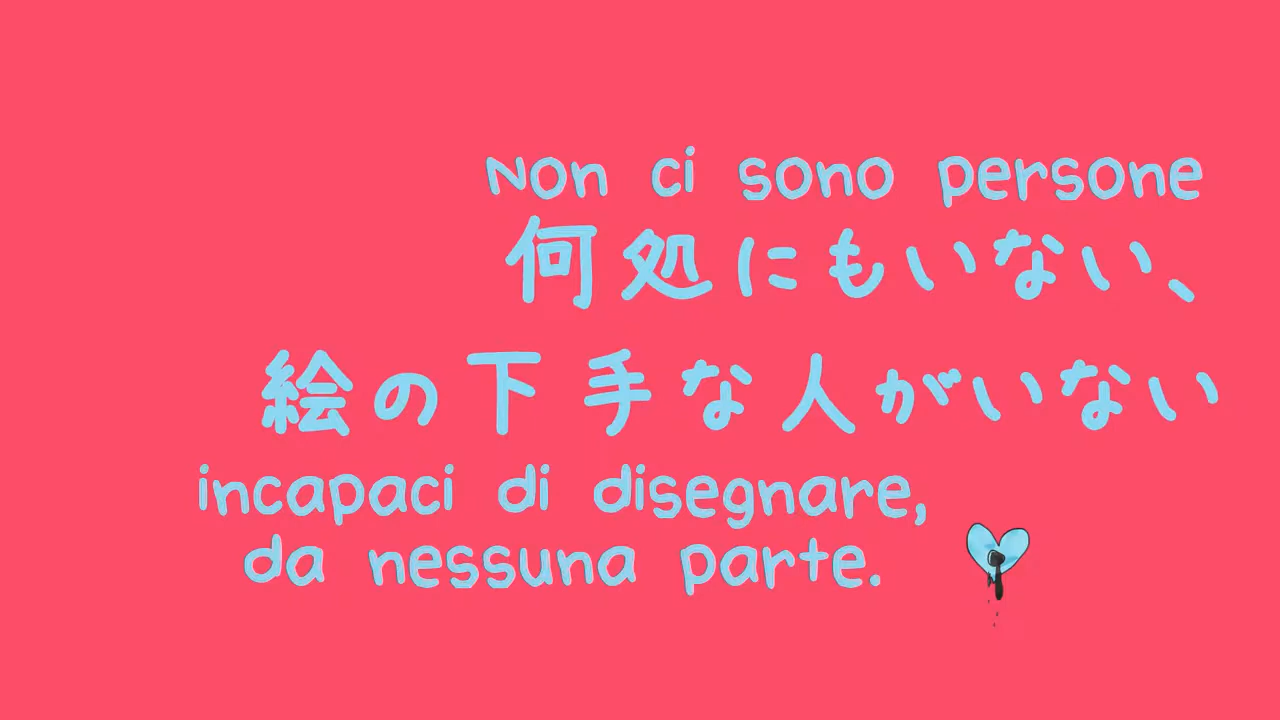 Non ci sono persone
何処にもいない、
絵の下手な人がいない
incapaci di disegnare,
da nessuna parte.